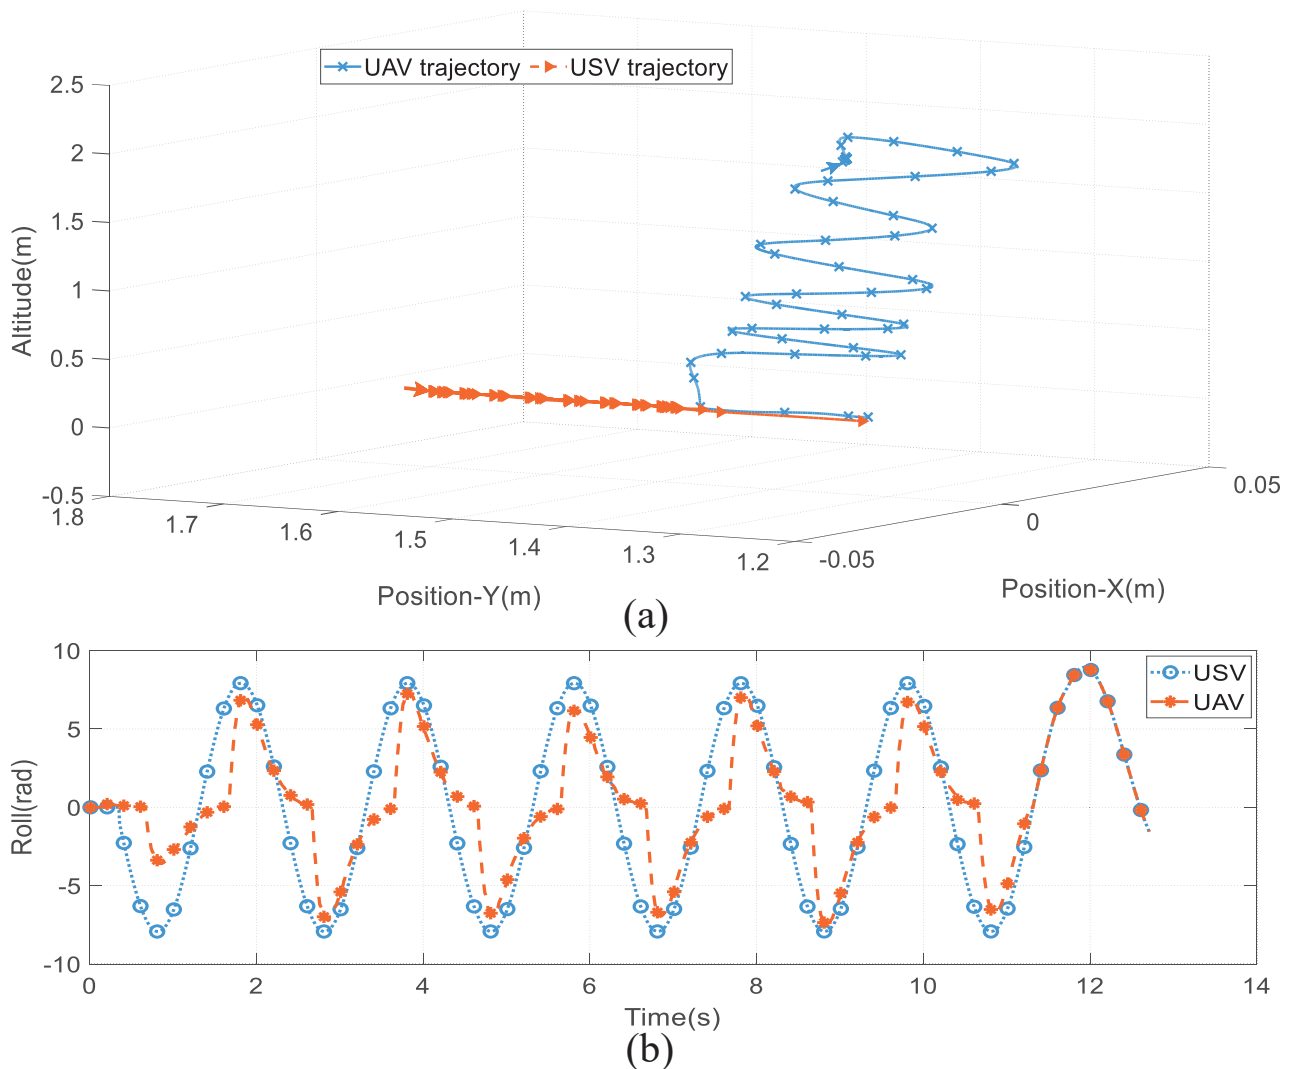 UAV trajectory USV trajectory
2.5
2
1.5
1
0.5
0
-0.5
Altitude(m)
1.8
1.7
1.6
1.5
1.4
1.3
1.2
Position-Y(m)
-0.05
0
0.05
Position-X(m)
(a)
10
5
0
-5
-10
Roll(rad)
USV
UAV
0 2 4 6 8 10 12 14
Time(s)
(b)